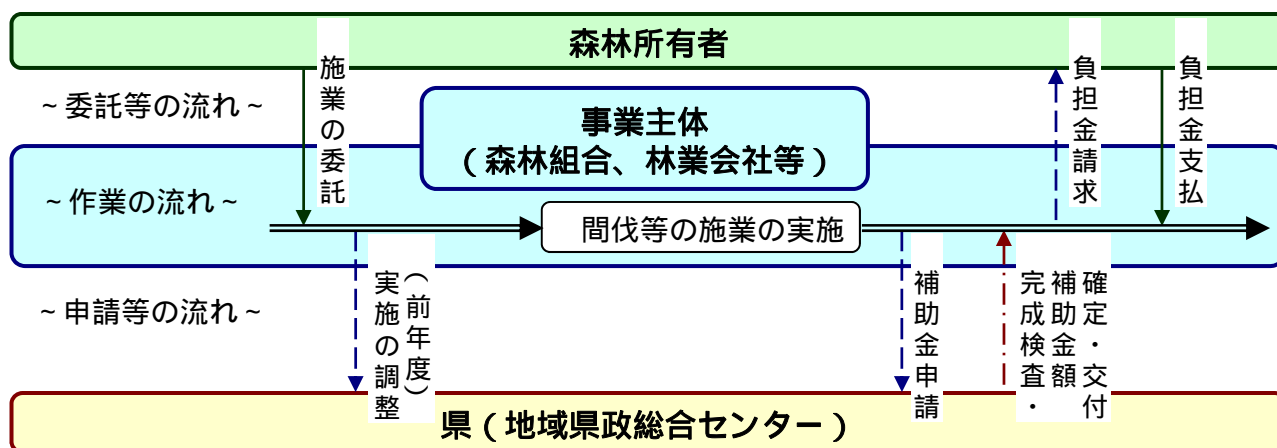 森林所有者
～委託等の流れ～
施業の委託
事業主体
（森林組合、林業会社等）
負担金請求
負担金支払
～作業の流れ～
間伐等の施業の実施
～申請等の流れ～
（前年度）
実施の調整
補助金申請
完成検査・
補助金額
確定・交付
県（地域県政総合センター）